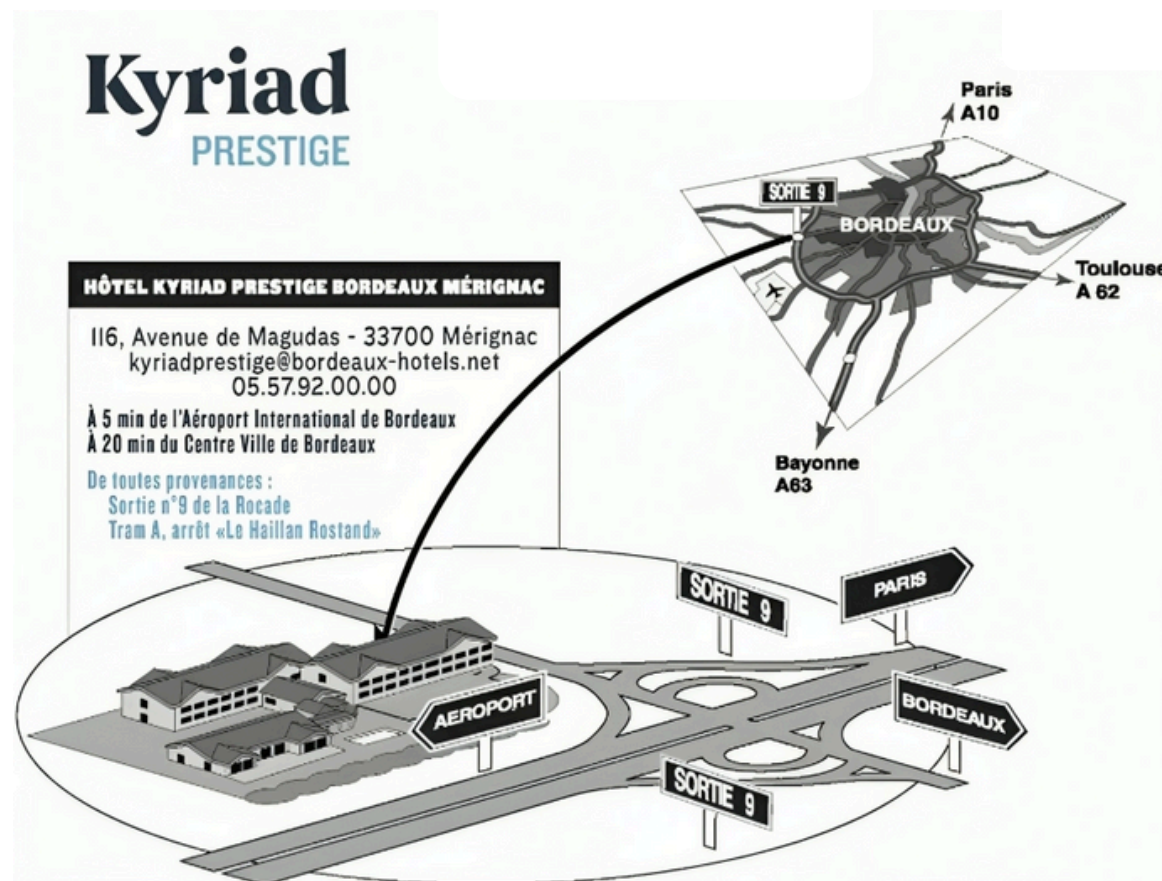 Kyriad
PRESTIGE
Paris
A10
SORTIE 9
BORDEAUX
Toulouse
A 62
Bayonne
A63
HÔTEL KYRIAD PRESTIGE BORDEAUX MÉRIGNAC
116, Avenue de Magudas - 33700 Mérignac
kyriadprestige@bordeaux-hotels.net
05.57.92.00.00
À 5 min de l'Aéroport International de Bordeaux
À 20 min du Centre Ville de Bordeaux
De toutes provenances :
Sortie n°9 de la Rocade
Tram A, arrêt «Le Haillan Rostand»
SORTIE 9
PARIS
AEROPORT
BORDEAUX
SORTIE 9